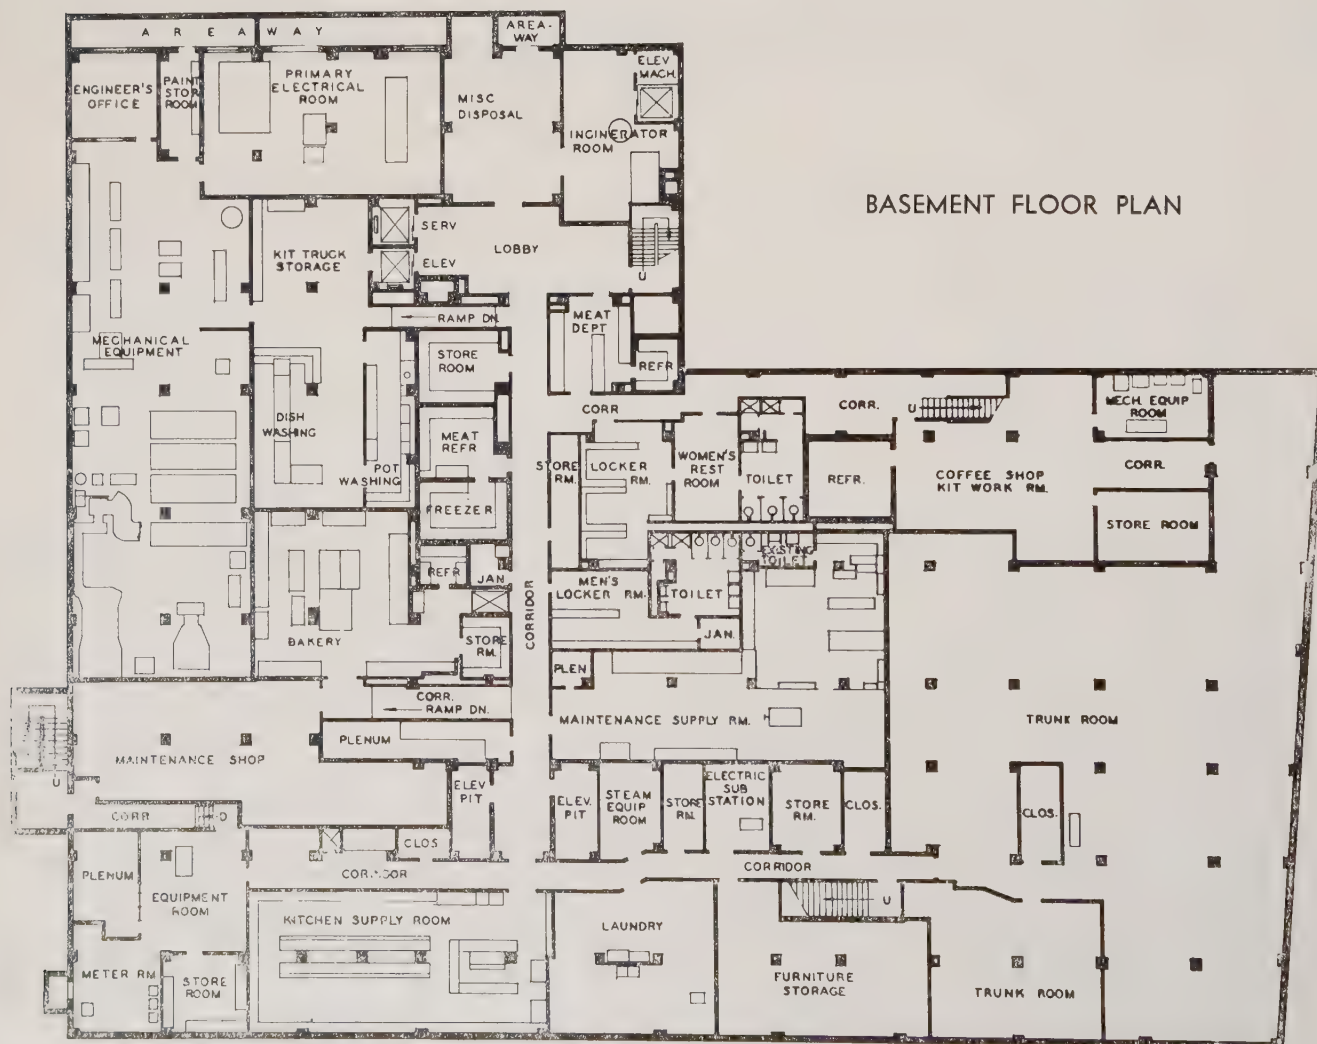 AREA WAY
AREA-
WAY
ENGINEER'S
OFFICE
PAINT
STOR
ROOM
PRIMARY
ELECTRICAL
ROOM
MISC
DISPOSAL
ELEV
MACH.
INCINERATOR
ROOM
BASEMENT FLOOR PLAN
SERV
ELEV
LOBBY
U
KIT TRUCK
STORAGE
RAMP DN.
MEAT
DEPT
REFR
MECHANICAL
EQUIPMENT
STORE
ROOM
CORR
CORR.
U
MECH. EQUIP
ROOM
DISH
WASHING
POT
WASHING
MEAT
REFR
FREEZER
STORE
RM.
LOCKER
RM.
WOMEN'S
REST
ROOM
TOILET
REFR.
COFFEE SHOP
KIT WORK RM.
CORR.
STORE ROOM
REFR
JAN
EXISTING
TOILET
MEN'S
LOCKER RM.
TOILET
JAN.
BAKERY
STORE
RM.
CORRIDOR
PLEN
CORR.
RAMP DN.
PLENUM
MAINTENANCE SUPPLY RM.
TRUNK ROOM
MAINTENANCE SHOP
U
ELEV
PIT
ELEV.
PIT
STEAM
EQUIP
ROOM
STORE
RM.
ELECTRIC
SUB
STATION
STORE
RM.
CLOS.
CLOS.
CORR
D
CLOS
CORRIDOR
CORRIDOR
PLENUM
EQUIPMENT
ROOM
KITCHEN SUPPLY ROOM
LAUNDRY
U
METER RM
STORE
ROOM
FURNITURE
STORAGE
TRUNK ROOM